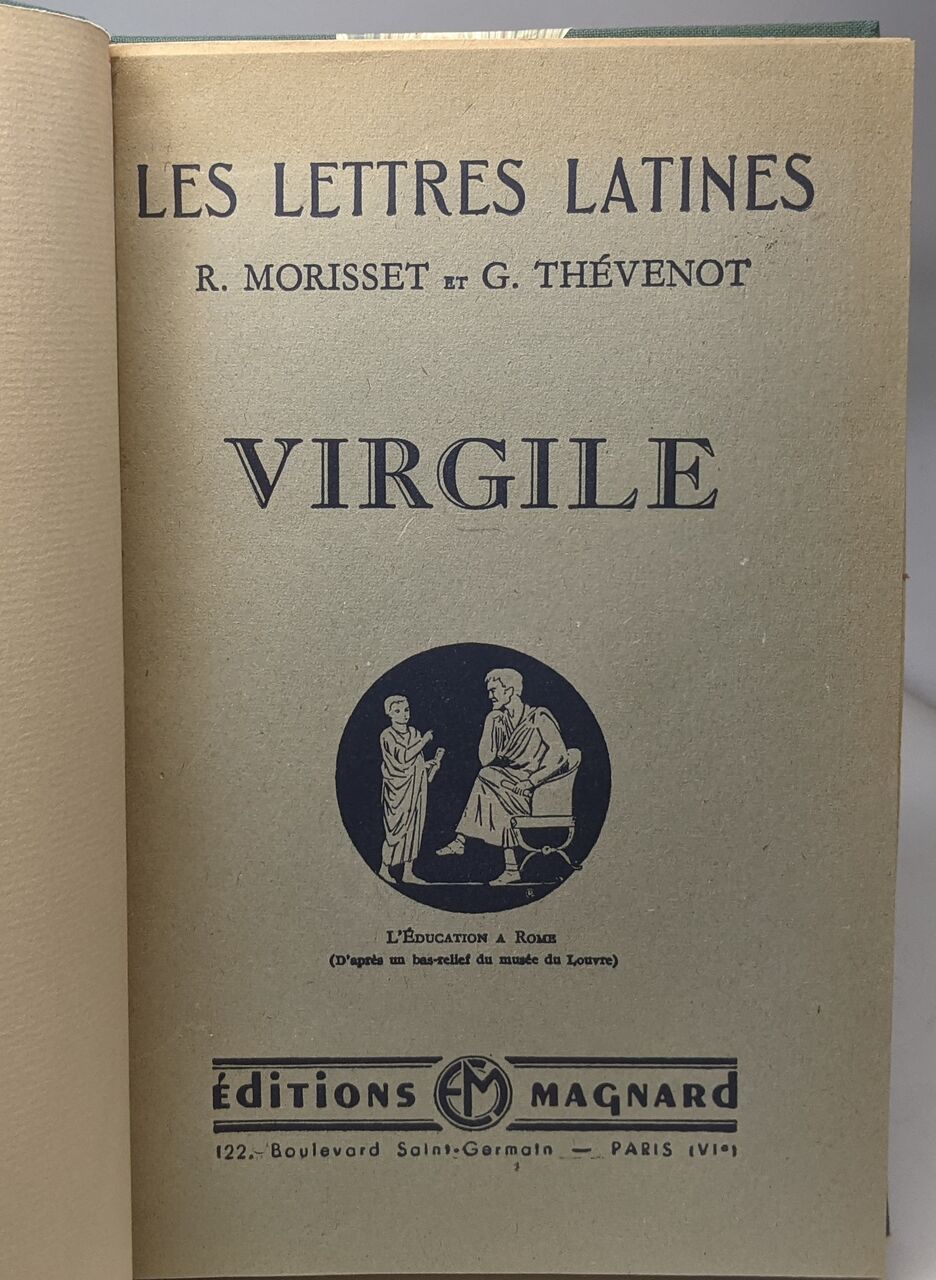 LES LETTRES LATINES
R. MORISSET ET G. THÉVENOT
VIRGILE
L'ÉDUCATION A ROME
(D'après un bas-relief du musée du Louvre)
éditions EM MAGNARD
122, Boulevard Saint-Germain — PARIS (VIe)